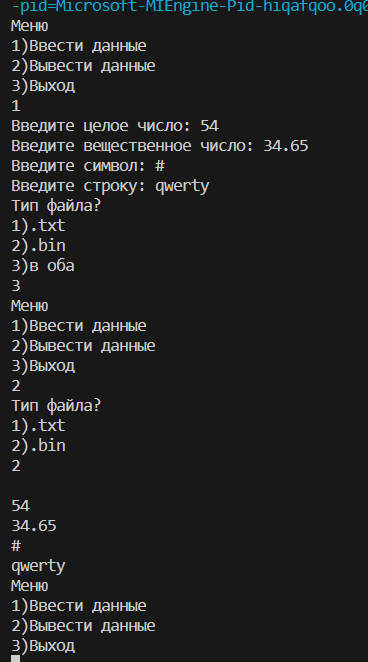 -pid=Microsoft-MIEngine-Pid-hiqafqoo.0q0
Меню
1)Ввести данные
2)Вывести данные
3)Выход
1
Введите целое число: 54
Введите вещественное число: 34.65
Введите символ: #
Введите строку: qwerty
Тип файла?
1).txt
2).bin
3)в оба
3
Меню
1)Ввести данные
2)Вывести данные
3)Выход
2
Тип файла?
1).txt
2).bin
2
54
34.65
#
qwerty
Меню
1)Ввести данные
2)Вывести данные
3)Выход